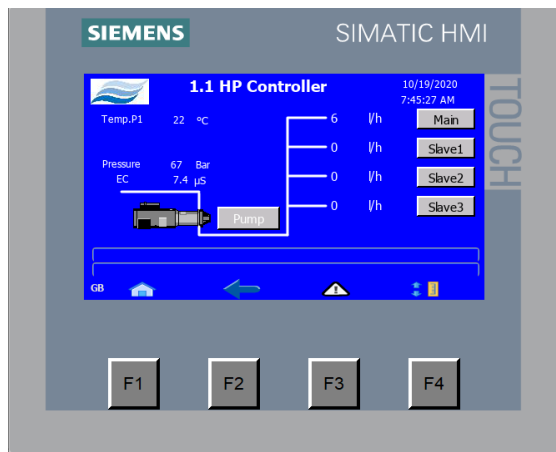 SIEMENS SIMATIC HMI
TOUCH
1.1 HP Controller 10/19/2020
7:45:27 AM
Temp.P1 22 °C 6 l/h Main
0 l/h Slave1
Pressure 67 Bar
EC 7.4 µS 0 l/h Slave2
0 l/h Slave3
Pump
GB
F1 F2 F3 F4